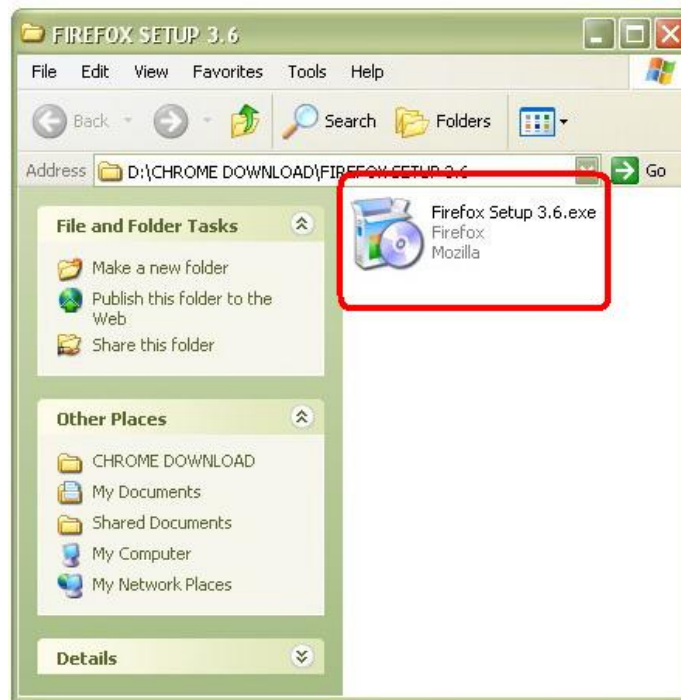 FIREFOX SETUP 3.6
File Edit View Favorites Tools Help
Back Search Folders
Address D:\CHROME DOWNLOAD\FIREFOX SETUP 3.6 Go
File and Folder Tasks
Make a new folder
Publish this folder to the
Web
Share this folder
Other Places
CHROME DOWNLOAD
My Documents
Shared Documents
My Computer
My Network Places
Details
Firefox Setup 3.6.exe
Firefox
Mozilla